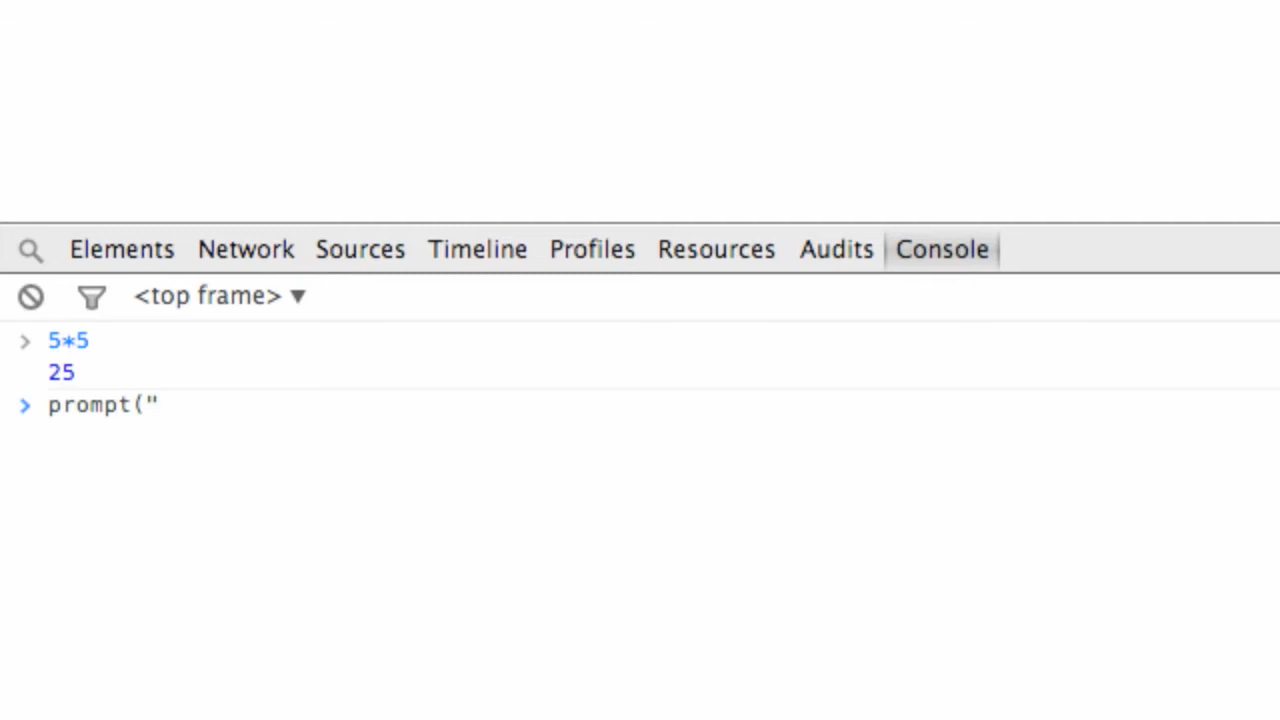 Elements Network Sources Timeline Profiles Resources Audits Console
<top frame> ▼
> 5*5
25
> prompt("